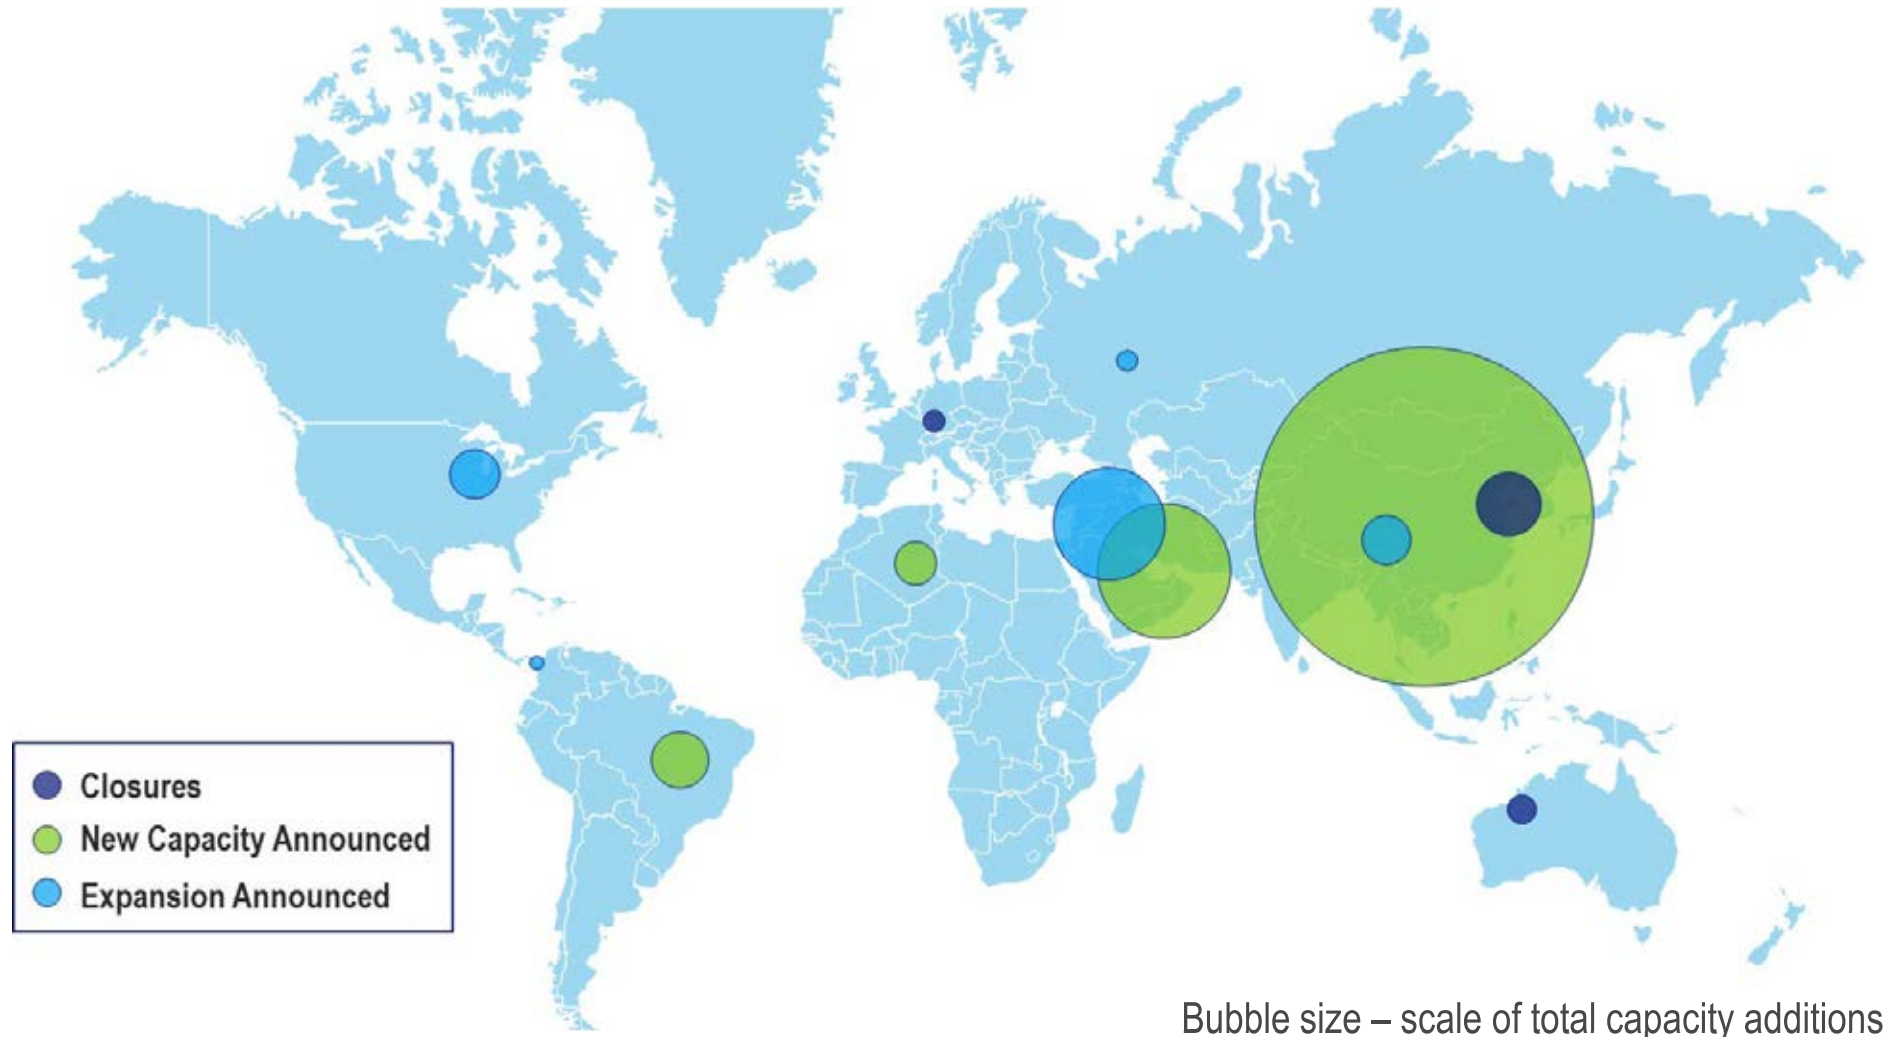 Closures
New Capacity Announced
Expansion Announced
Bubble size – scale of total capacity additions